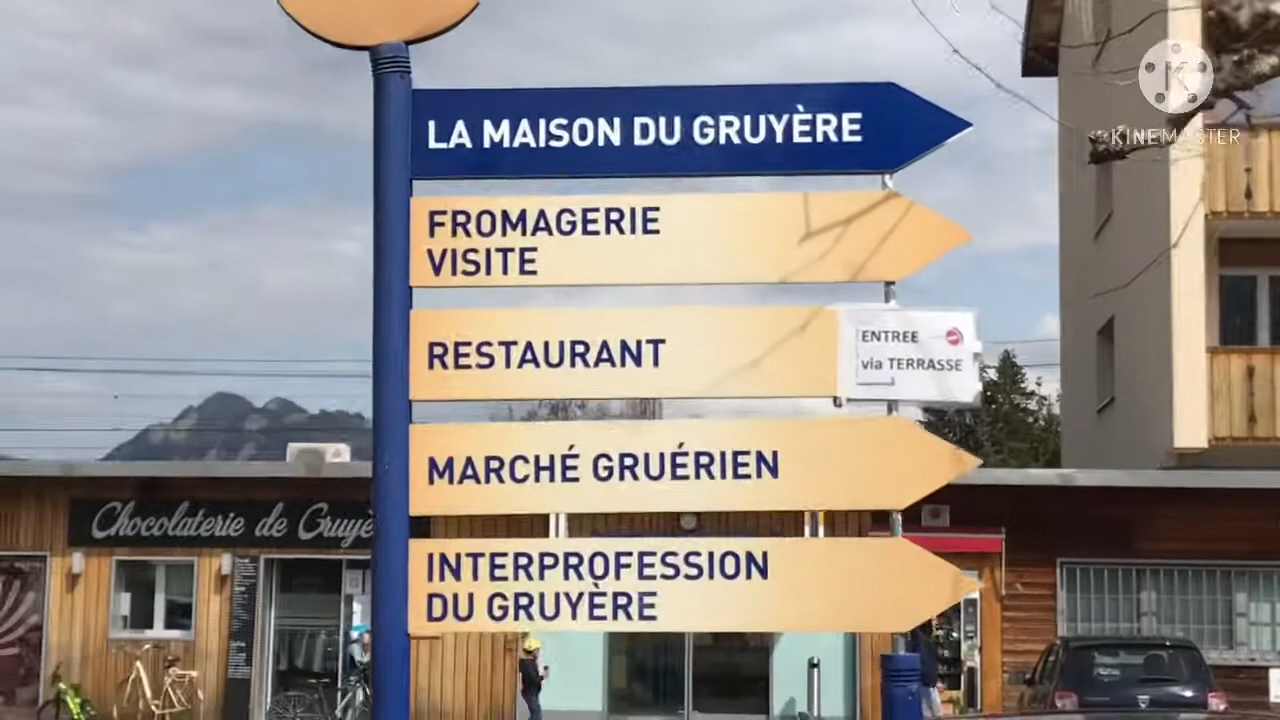 KINEMASTER
LA MAISON DU GRUYÈRE
FROMAGERIE
VISITE
RESTAURANT
ENTREE
via TERRASSE
MARCHÉ GRUÉRIEN
Chocolaterie de Gruyè
INTERPROFESSION
DU GRUYÈRE